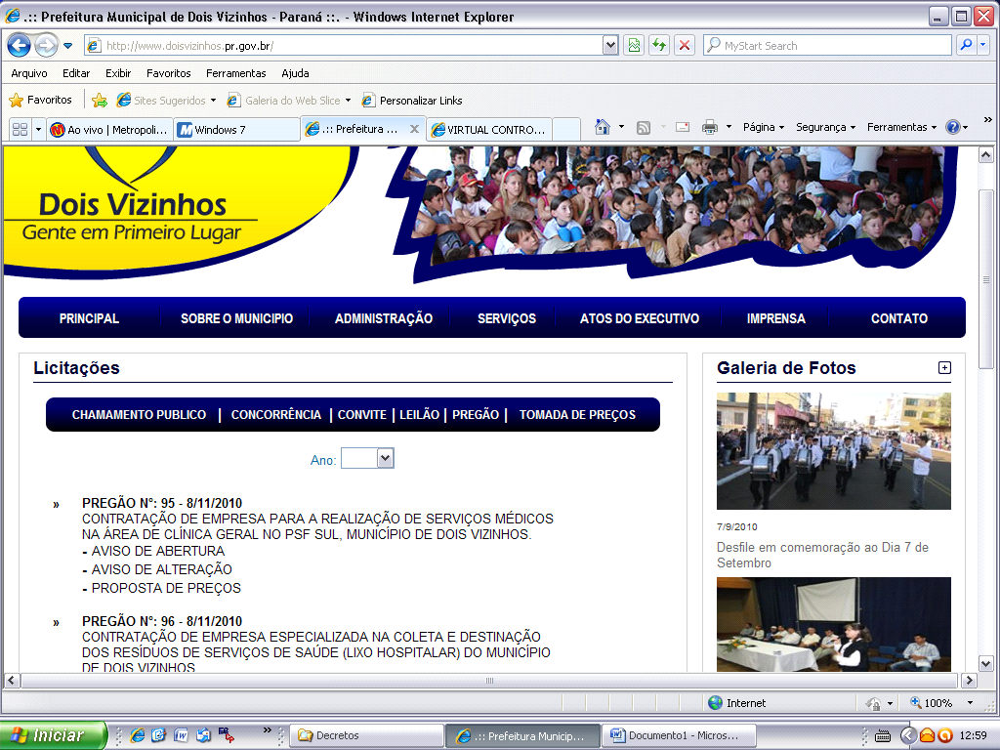 .:: Prefeitura Municipal de Dois Vizinhos - Paraná ::. - Windows Internet Explorer
http://www.doisvizinhos.pr.gov.br/
MyStart Search
Arquivo Editar Exibir Favoritos Ferramentas Ajuda
Favoritos Sites Sugeridos Galeria do Web Slice Personalizar Links
Ao vivo | Metropoli... Windows 7 .:: Prefeitura ... VIRTUAL CONTRO... Página Segurança Ferramentas
Dois Vizinhos
Gente em Primeiro Lugar
PRINCIPAL SOBRE O MUNICIPIO ADMINISTRAÇÃO SERVIÇOS ATOS DO EXECUTIVO IMPRENSA CONTATO
Licitações
CHAMAMENTO PUBLICO | CONCORRÊNCIA | CONVITE | LEILÃO | PREGÃO | TOMADA DE PREÇOS
Ano:
» PREGÃO Nº: 95 - 8/11/2010
CONTRATAÇÃO DE EMPRESA PARA A REALIZAÇÃO DE SERVIÇOS MÉDICOS
NA ÁREA DE CLÍNICA GERAL NO PSF SUL, MUNICÍPIO DE DOIS VIZINHOS.
- AVISO DE ABERTURA
- AVISO DE ALTERAÇÃO
- PROPOSTA DE PREÇOS
» PREGÃO Nº: 96 - 8/11/2010
CONTRATAÇÃO DE EMPRESA ESPECIALIZADA NA COLETA E DESTINAÇÃO
DOS RESÍDUOS DE SERVIÇOS DE SAÚDE (LIXO HOSPITALAR) DO MUNICÍPIO
DE DOIS VIZINHOS
Galeria de Fotos
7/9/2010
Desfile em comemoração ao Dia 7 de
Setembro
Internet 100%
Iniciar Decretos .:: Prefeitura Municip... Documento1 - Micros... 12:59